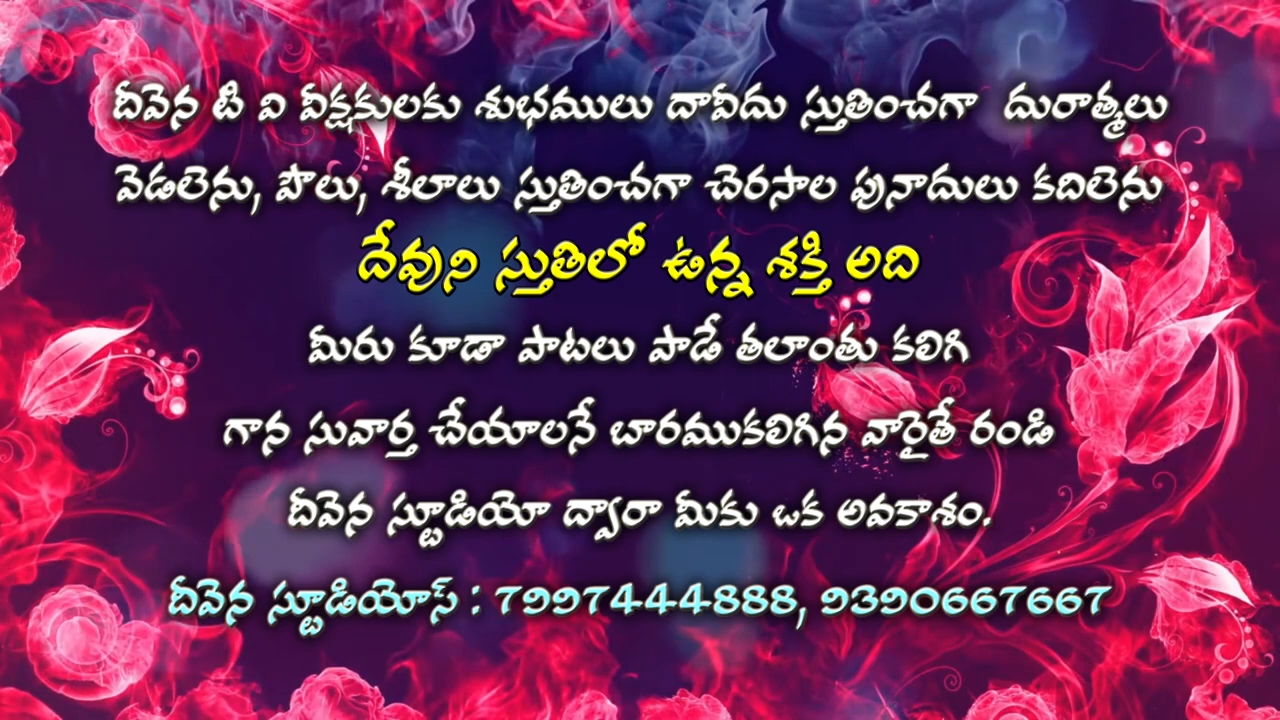 దీవెన టి వి వీక్షకులకు శుభములు దావీదు స్తుతించగా దురాత్మలు
వెడలెను, పౌలు, శీలాలు స్తుతించగా చెరసాల పునాదులు కదిలెను
దేవుని స్తుతిలో ఉన్న శక్తి అది
మీరు కూడా పాటలు పాడే తలాంతు కలిగి
గాన సువార్త చేయాలనే బారముకలిగిన వారైతే రండి
దీవెన స్టూడియో ద్వారా మీకు ఒక అవకాశం.
దీవెన స్టూడియోస్ : 7997444888, 9390667667